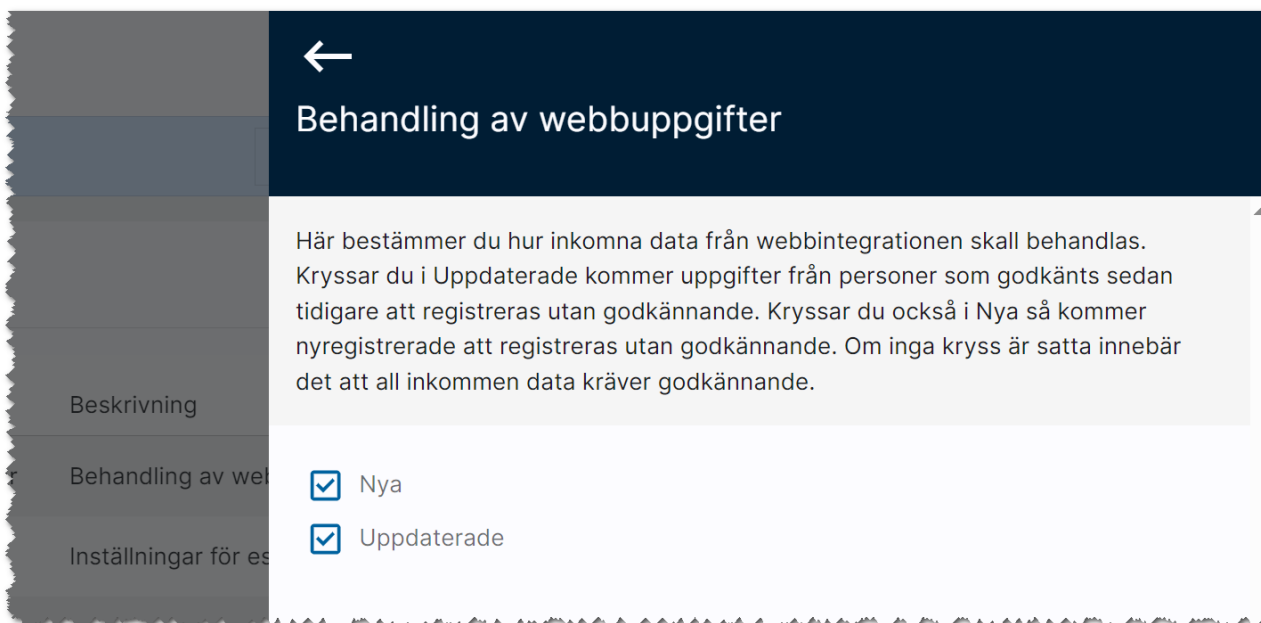 Behandling av webbuppgifter
Här bestämmer du hur inkomna data från webbintegrationen skall behandlas.
Kryssar du i Uppdaterade kommer uppgifter från personer som godkänts sedan
tidigare att registreras utan godkännande. Kryssar du också i Nya så kommer
nyregistrerade att registreras utan godkännande. Om inga kryss är satta innebär
det att all inkommen data kräver godkännande.
Beskrivning
Behandling av web
Inställningar för es
Nya
Uppdaterade